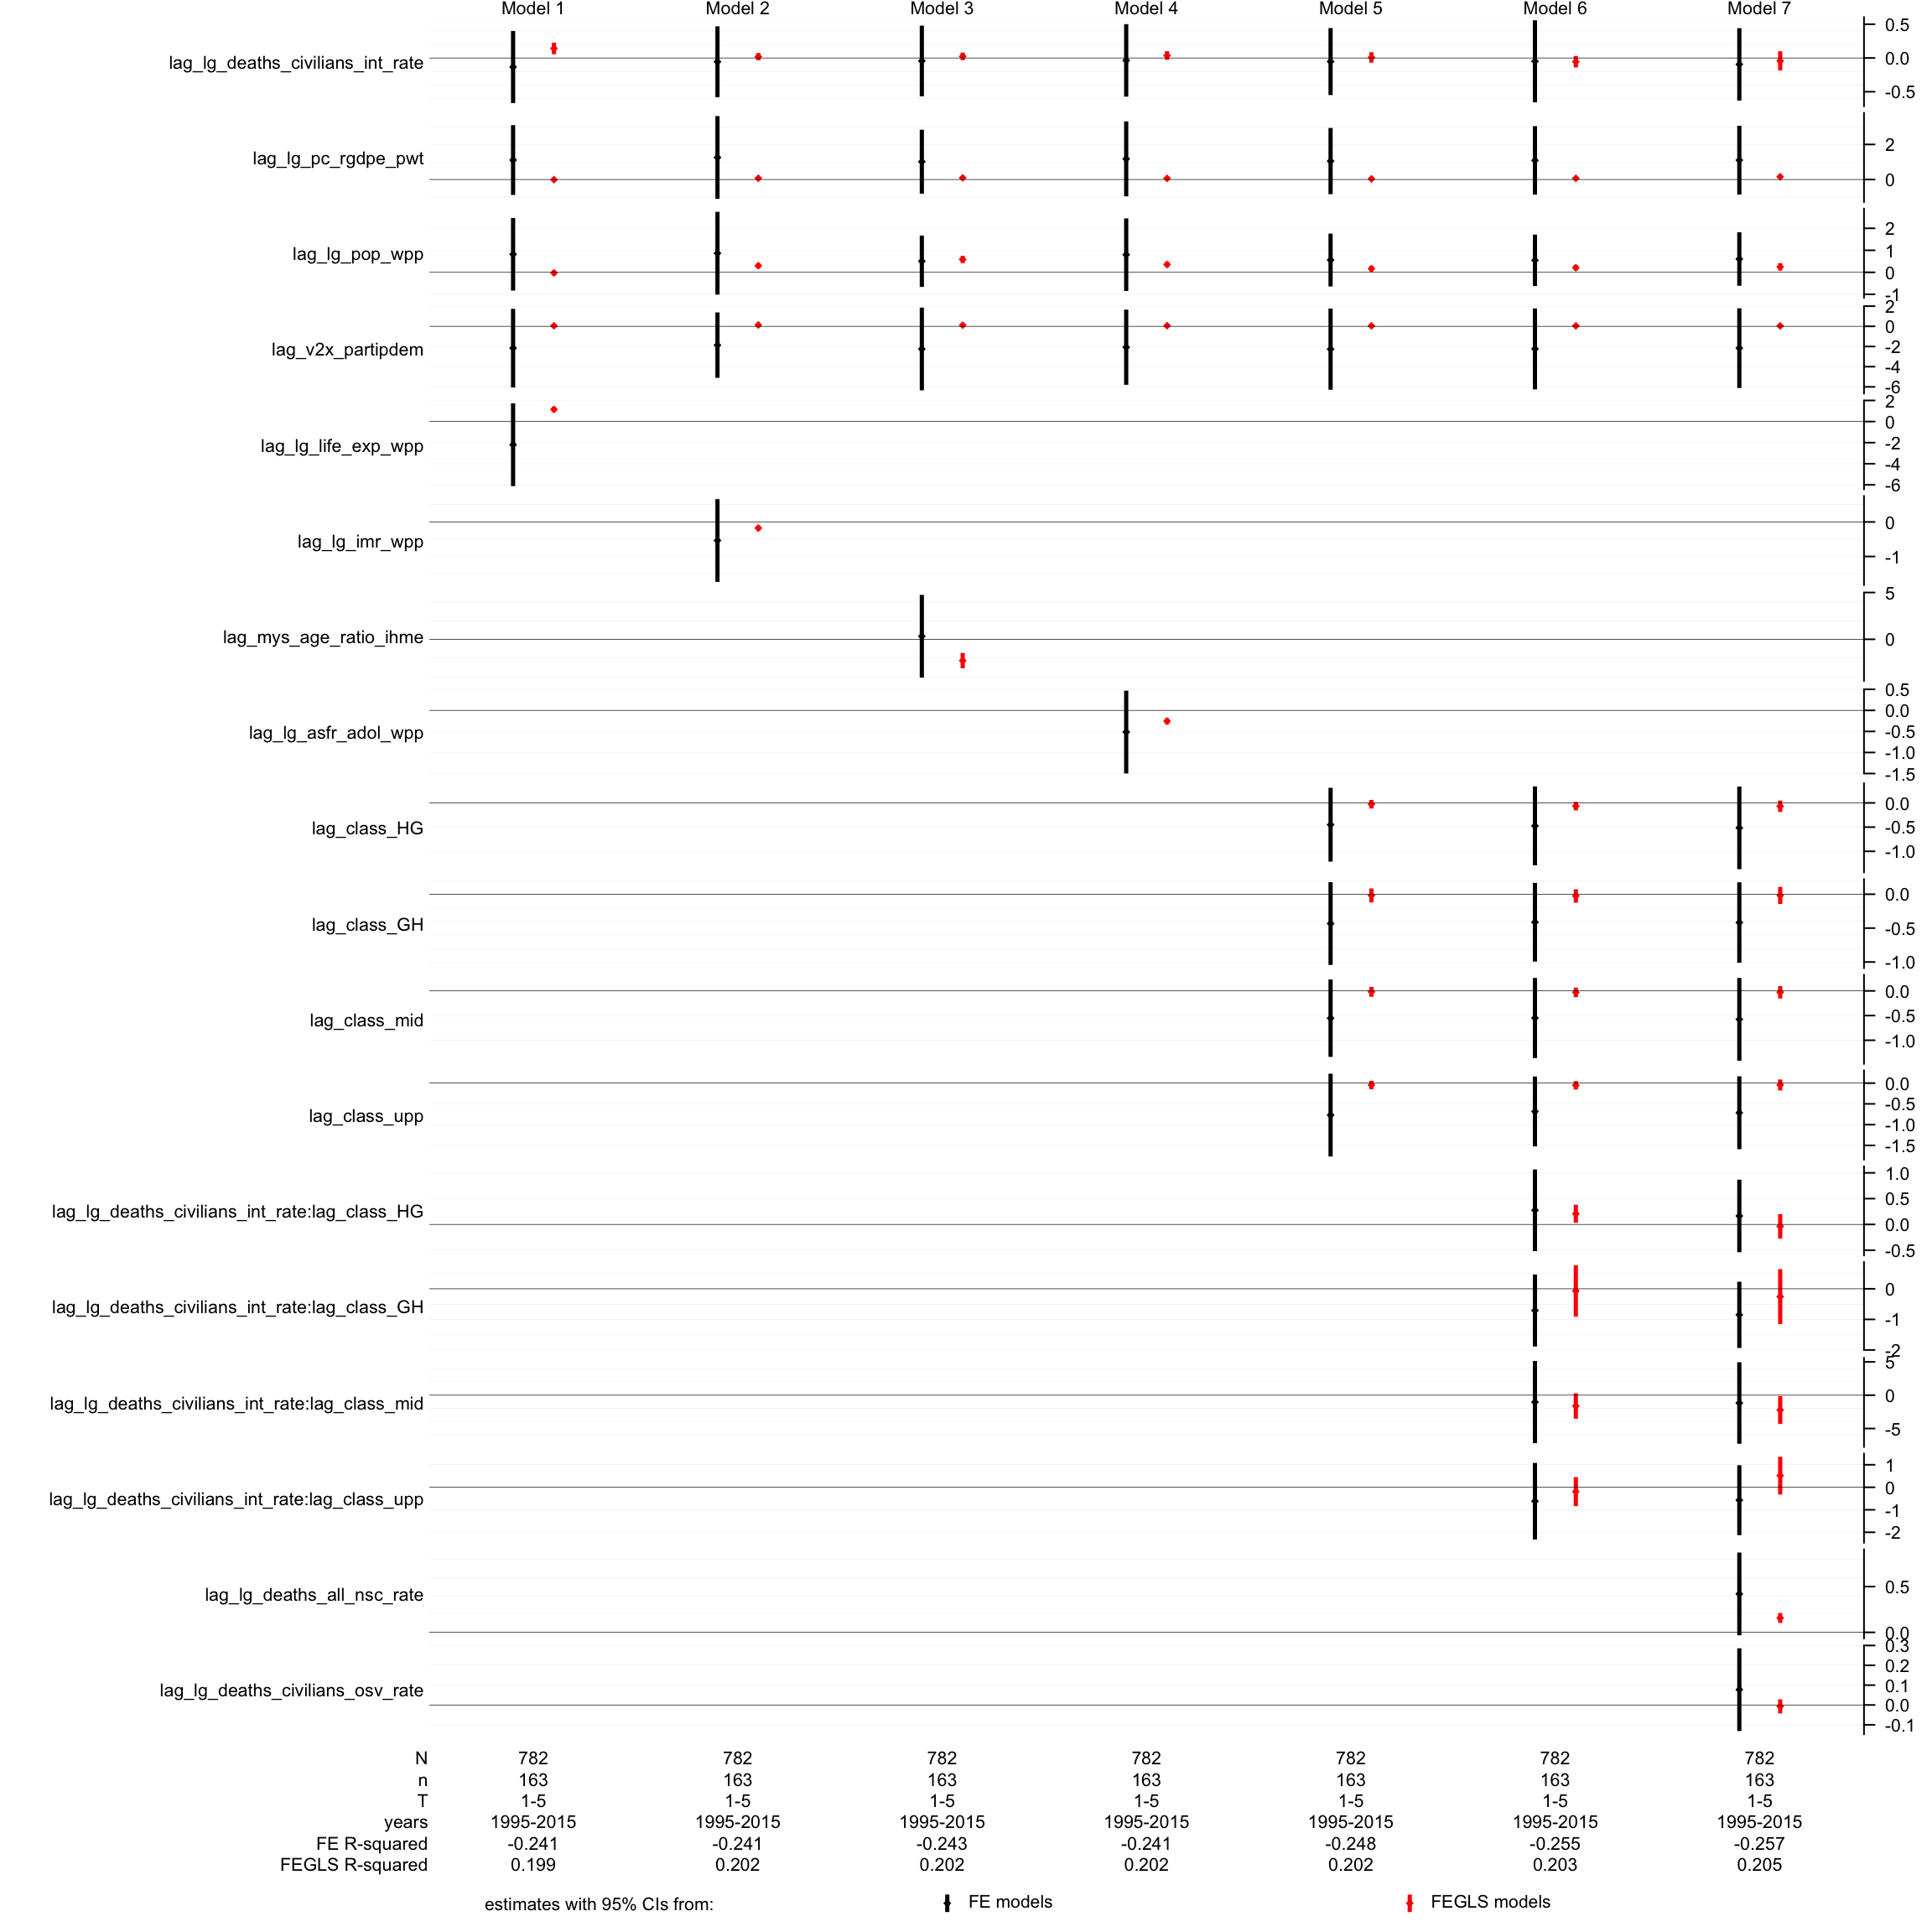 Model 1 Model 2 Model 3 Model 4 Model 5 Model 6 Model 7
lag_lg_deaths_civilians_int_rate 0.5 0.0 -0.5
lag_lg_pc_rgdpe_pwt 2 0
lag_lg_pop_wpp 2 1 0 -1
lag_v2x_partipdem 2 0 -2 -4 -6
lag_lg_life_exp_wpp 2 0 -2 -4 -6
lag_lg_imr_wpp 0 -1
lag_mys_age_ratio_ihme 5 0
lag_lg_asfr_adol_wpp 0.5 0.0 -0.5 -1.0 -1.5
lag_class_HG 0.0 -0.5 -1.0
lag_class_GH 0.0 -0.5 -1.0
lag_class_mid 0.0 -0.5 -1.0
lag_class_upp 0.0 -0.5 -1.0 -1.5
lag_lg_deaths_civilians_int_rate:lag_class_HG 1.0 0.5 0.0 -0.5
lag_lg_deaths_civilians_int_rate:lag_class_GH 0 -1 -2
lag_lg_deaths_civilians_int_rate:lag_class_mid 5 0 -5
lag_lg_deaths_civilians_int_rate:lag_class_upp 1 0 -1 -2
lag_lg_deaths_all_nsc_rate 0.5 0.0
lag_lg_deaths_civilians_osv_rate 0.3 0.2 0.1 0.0 -0.1
N 782 782 782 782 782 782 782
n 163 163 163 163 163 163 163
T 1-5 1-5 1-5 1-5 1-5 1-5 1-5
years 1995-2015 1995-2015 1995-2015 1995-2015 1995-2015 1995-2015 1995-2015
FE R-squared -0.241 -0.241 -0.243 -0.241 -0.248 -0.255 -0.257
FEGLS R-squared 0.199 0.202 0.202 0.202 0.202 0.203 0.205
estimates with 95% CIs from: FE models FEGLS models